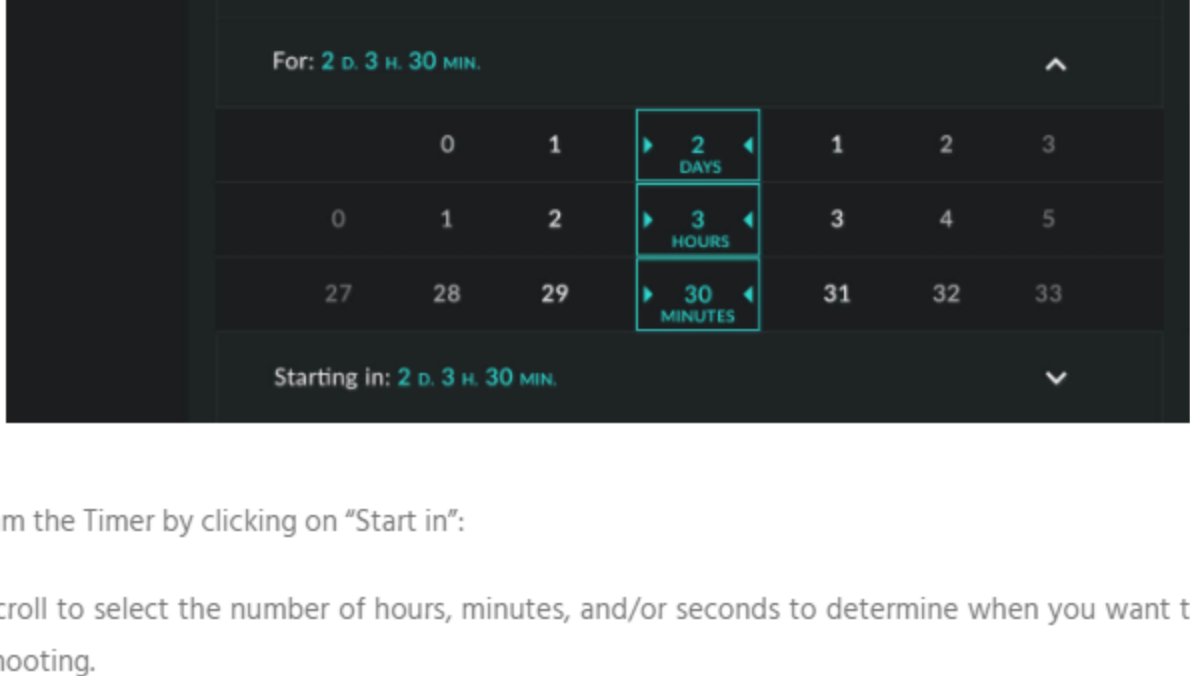 For: 2 D. 3 H. 30 MIN.
0 1 2 1 2 3
DAYS
0 1 2 3 3 4 5
HOURS
27 28 29 30 31 32 33
MINUTES
Starting in: 2 D. 3 H. 30 MIN.
m the Timer by clicking on “Start in”:
croll to select the number of hours, minutes, and/or seconds to determine when you want t
hooting.